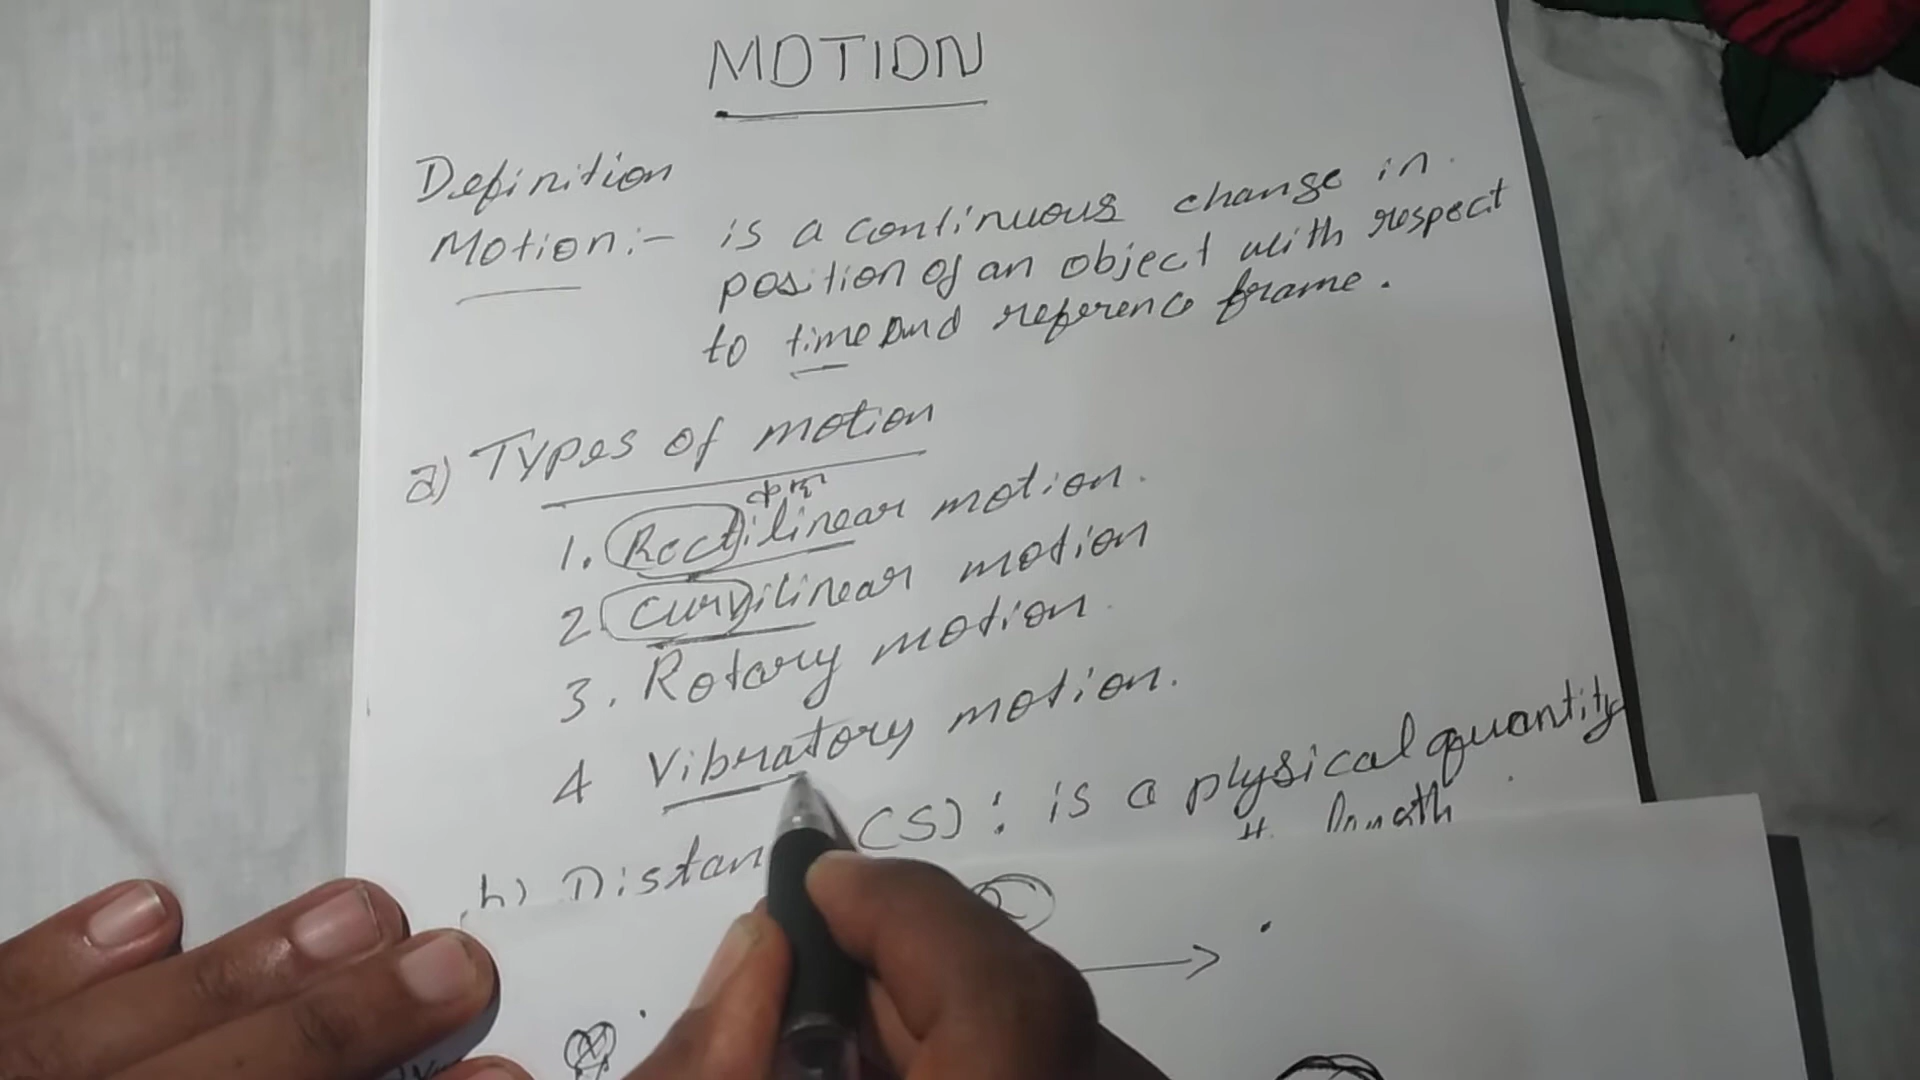 MOTION
Definition
Motion:- is a continuous change in
position of an object with respect
to time and reference frame.
a) Types of motion
1. Rectilinear motion.
2. Curvilinear motion
3. Rotary motion.
4 Vibratory motion.
b) Distan (S) : is a physical quantity